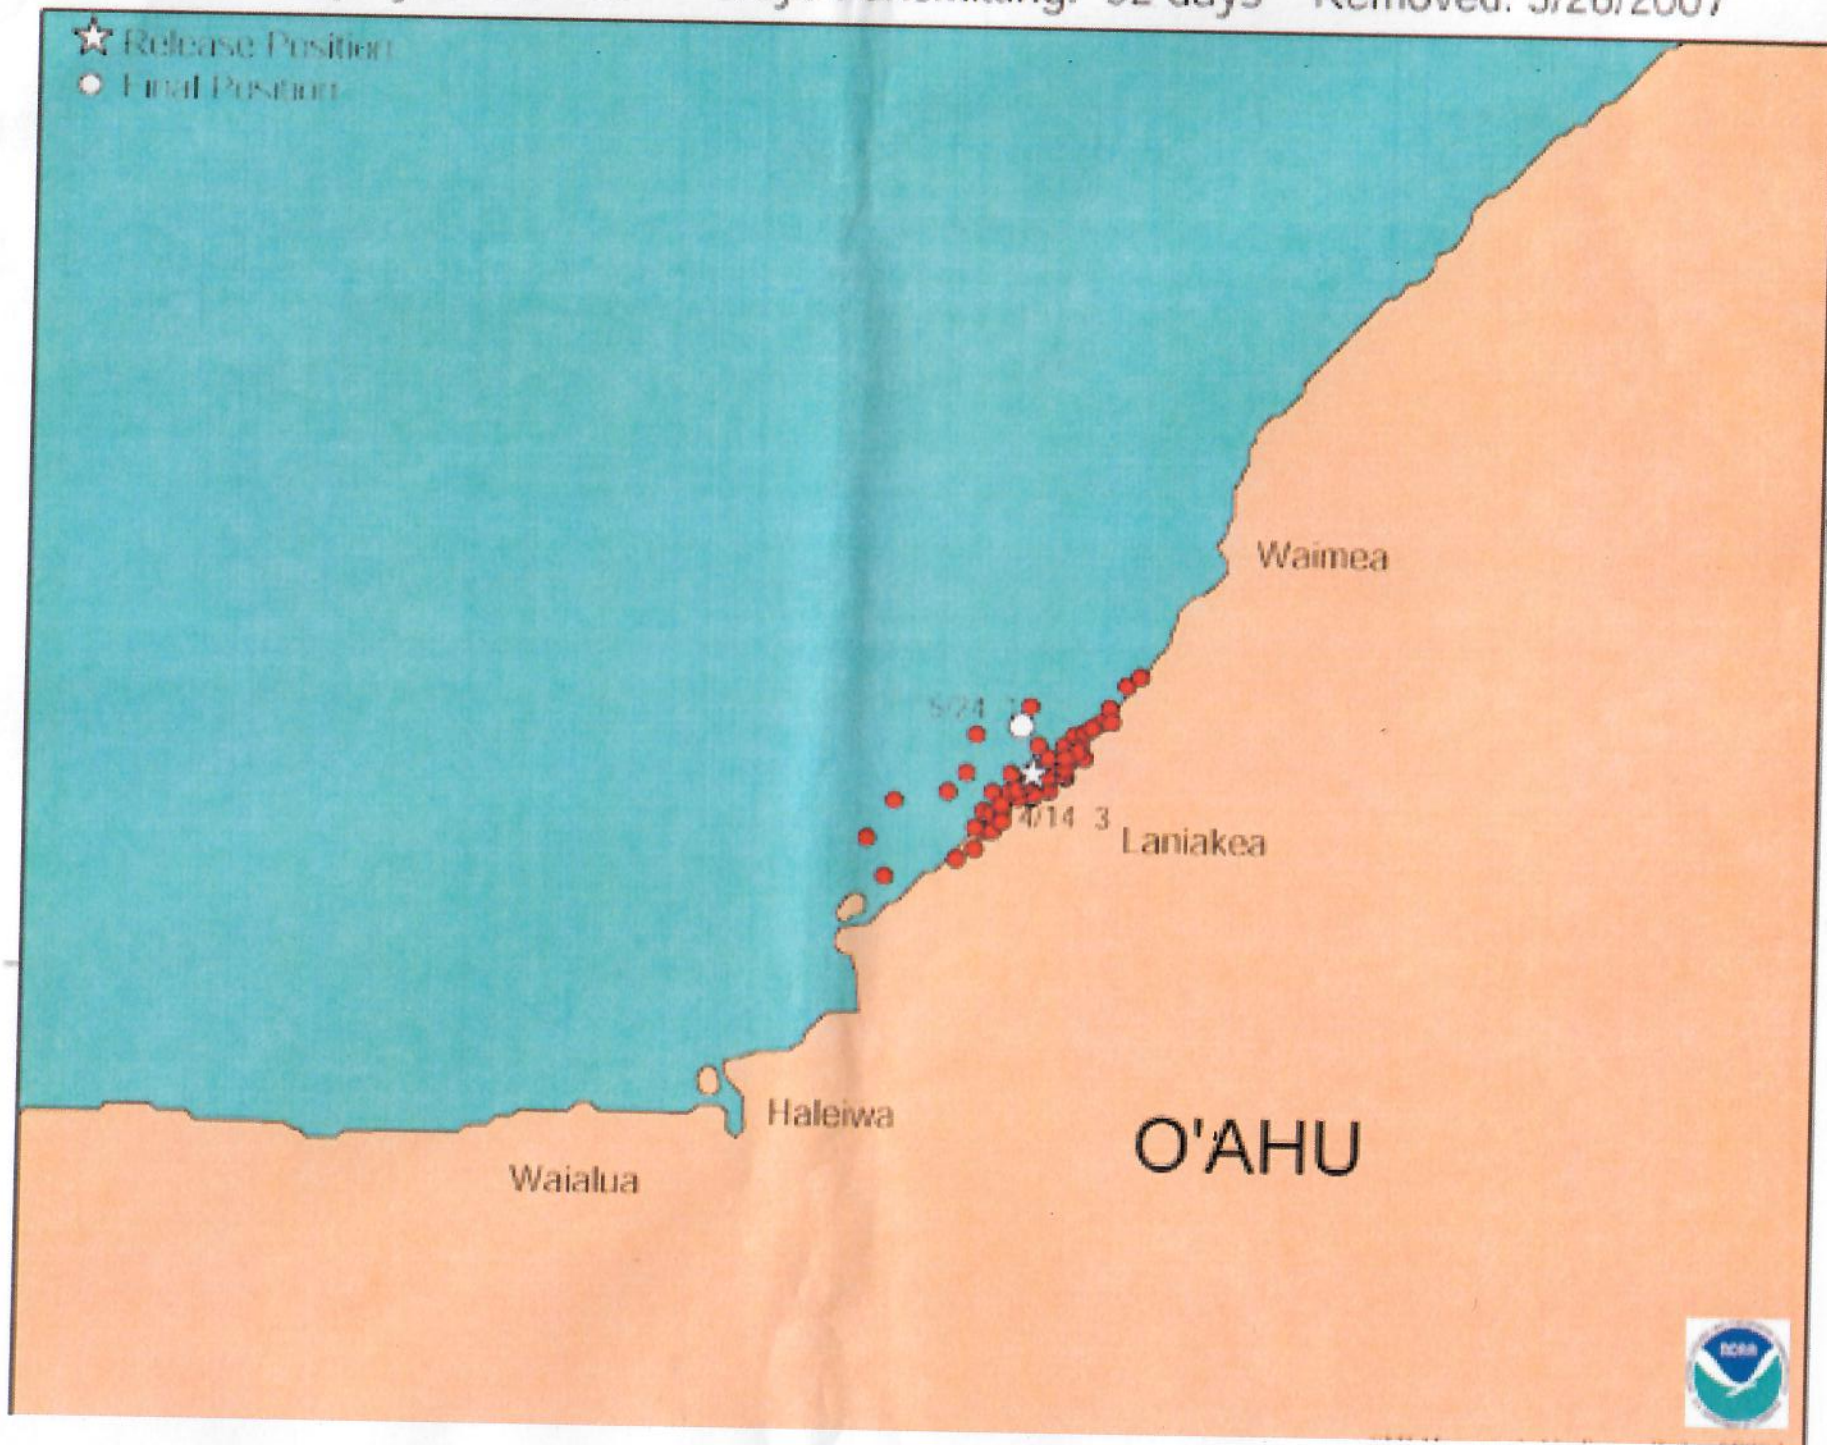 days Removed: 5/26/2007
Release Position
Final Position
Waimea
5/24
4/14 3
Laniakea
Haleiwa
O'AHU
Waialua
NOAA